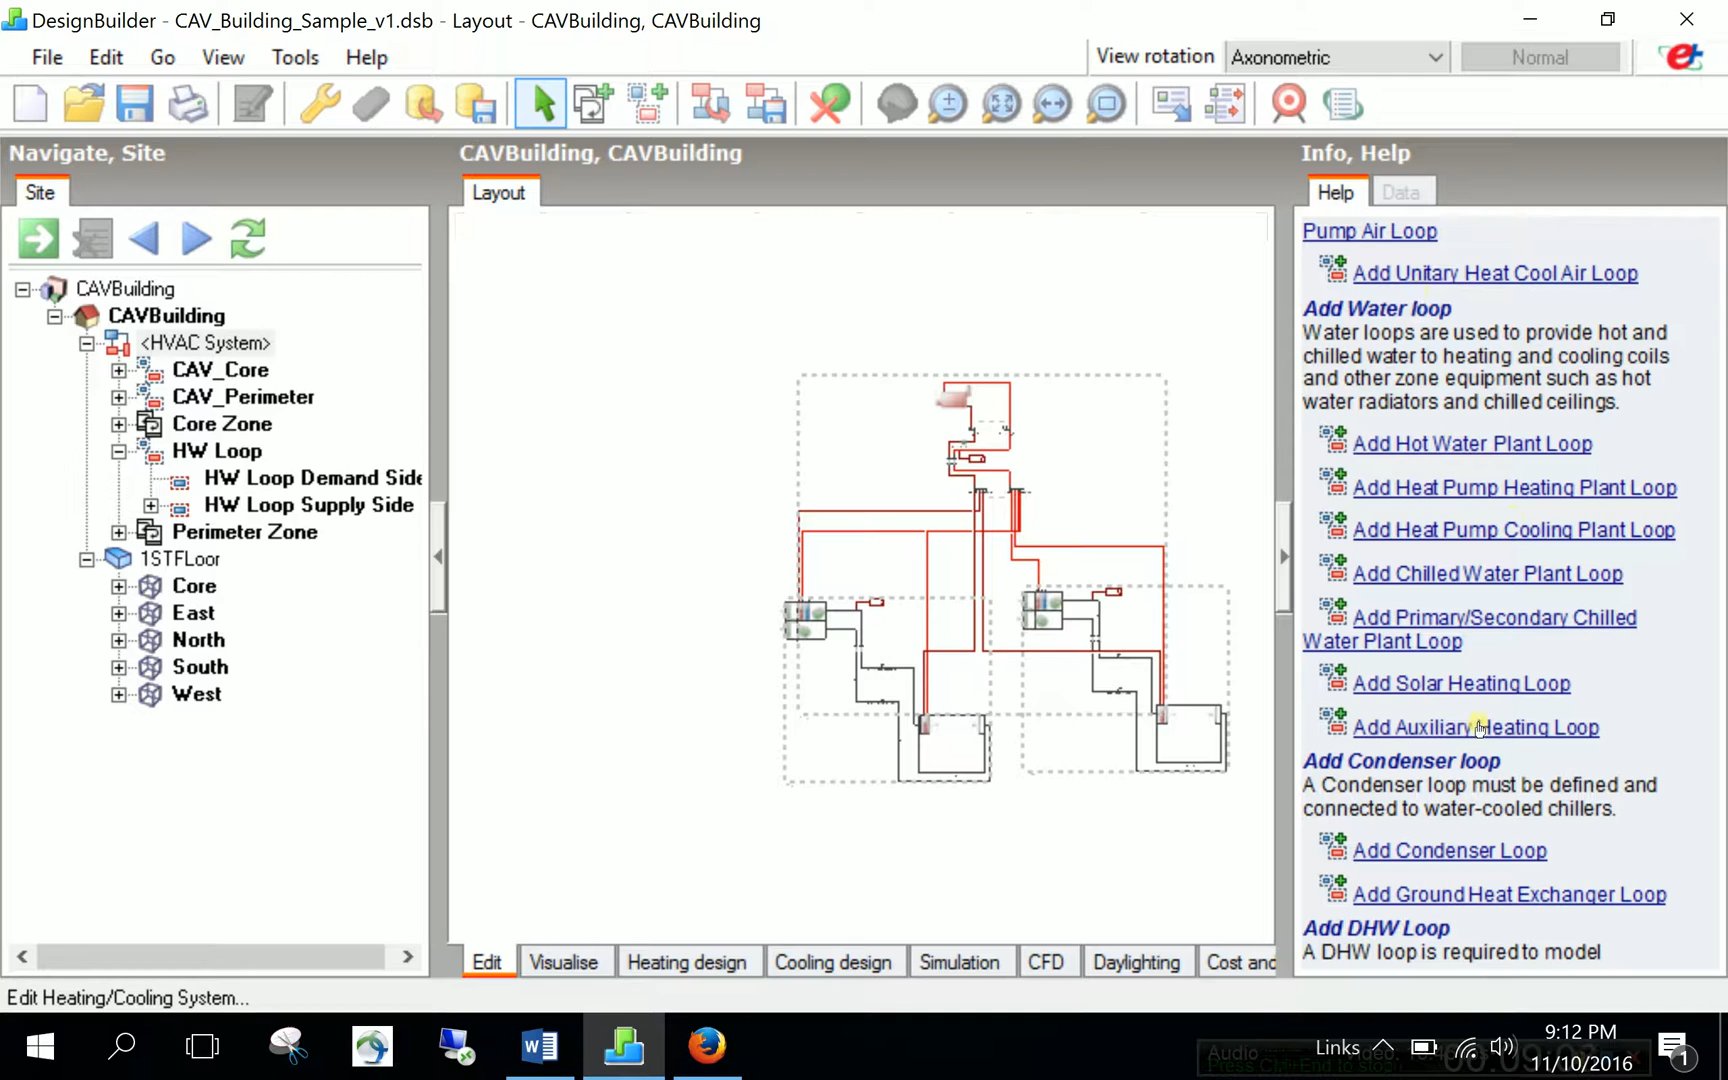 DesignBuilder - CAV_Building_Sample_v1.dsb - Layout - CAVBuilding, CAVBuilding
File Edit Go View Tools Help
View rotation Axonometric Normal
Navigate, Site
Site
CAVBuilding
CAVBuilding
<HVAC System>
CAV_Core
CAV_Perimeter
Core Zone
HW Loop
HW Loop Demand Side
HW Loop Supply Side
Perimeter Zone
1STFLoor
Core
East
North
South
West
CAVBuilding, CAVBuilding
Layout
Edit Visualise Heating design Cooling design Simulation CFD Daylighting Cost and
Info, Help
Help Data
Pump Air Loop
Add Unitary Heat Cool Air Loop
Add Water loop
Water loops are used to provide hot and
chilled water to heating and cooling coils
and other zone equipment such as hot
water radiators and chilled ceilings.
Add Hot Water Plant Loop
Add Heat Pump Heating Plant Loop
Add Heat Pump Cooling Plant Loop
Add Chilled Water Plant Loop
Add Primary/Secondary Chilled
Water Plant Loop
Add Solar Heating Loop
Add Auxiliary Heating Loop
Add Condenser loop
A Condenser loop must be defined and
connected to water-cooled chillers.
Add Condenser Loop
Add Ground Heat Exchanger Loop
Add DHW Loop
A DHW loop is required to model
Edit Heating/Cooling System...
Links
9:12 PM
11/10/2016
1